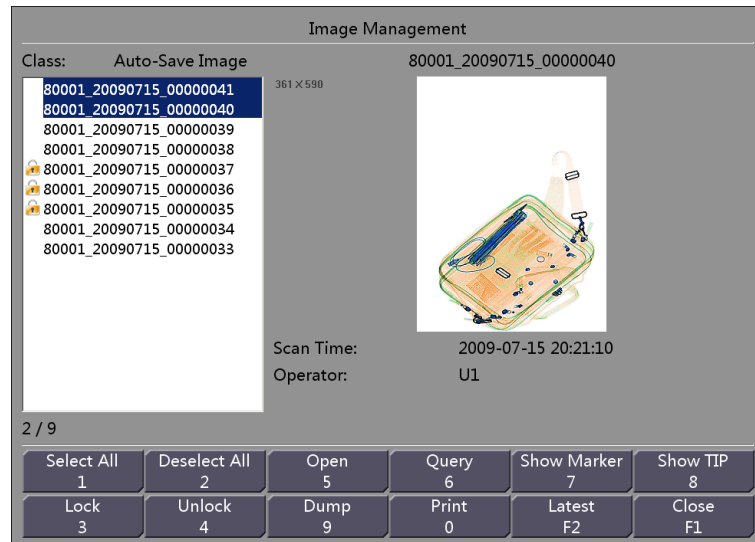 Image Management
Class: Auto-Save Image
80001_20090715_00000040
80001_20090715_00000041
80001_20090715_00000040
80001_20090715_00000039
80001_20090715_00000038
80001_20090715_00000037
80001_20090715_00000036
80001_20090715_00000035
80001_20090715_00000034
80001_20090715_00000033
361×590
Scan Time: 2009-07-15 20:21:10
Operator: U1
2 / 9
Select All Deselect All Open Query Show Marker Show TIP
1 2 5 6 7 8
Lock Unlock Dump Print Latest Close
3 4 9 0 F2 F1